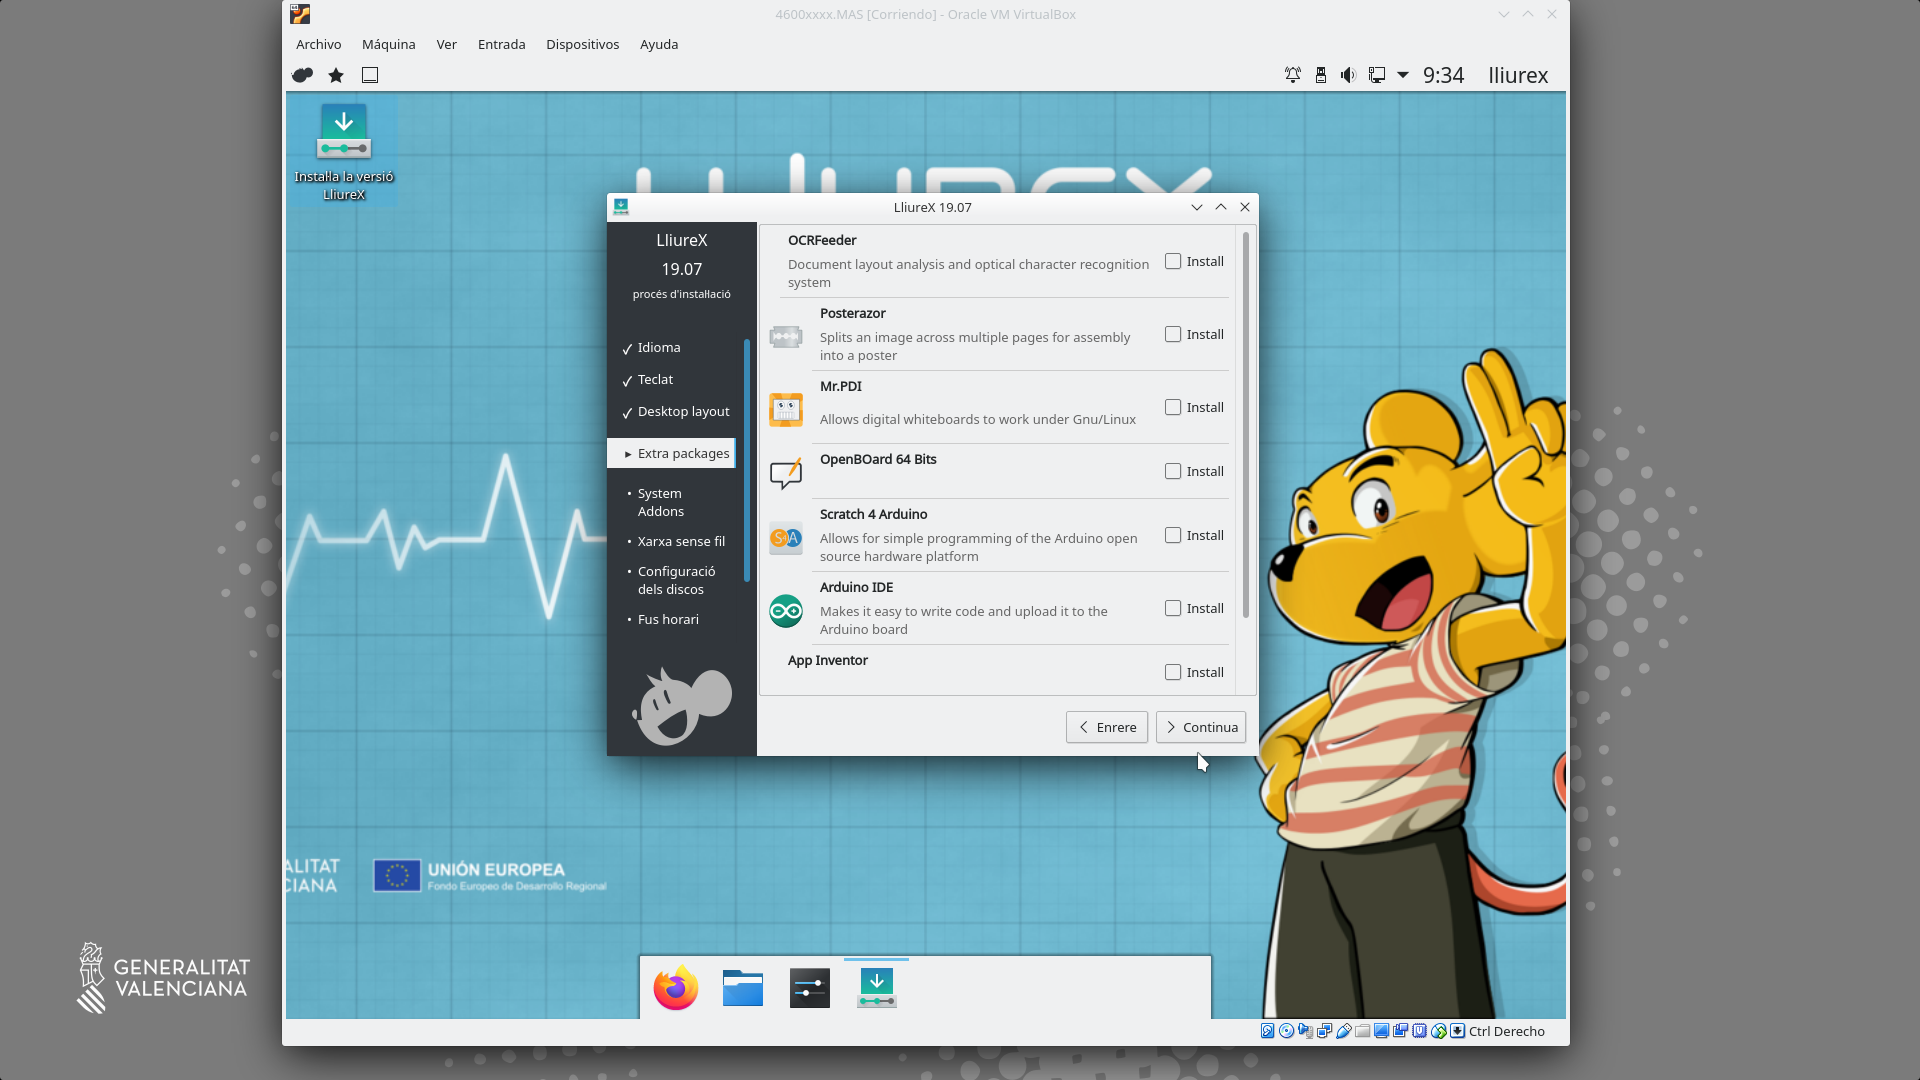 4600xxxx.MAS [Corriendo] - Oracle VM VirtualBox
Archivo Máquina Ver Entrada Dispositivos Ayuda
9:34 lliurex
Instal·la la versió
LliureX
LLIUREX
LliureX 19.07
LliureX
19.07
procés d'instal·lació
✓ Idioma
✓ Teclat
✓ Desktop layout
▸ Extra packages
• System
Addons
• Xarxa sense fil
• Configuració
dels discos
• Fus horari
OCRFeeder
Document layout analysis and optical character recognition
system
Install
Posterazor
Splits an image across multiple pages for assembly
into a poster
Install
Mr.PDI
Allows digital whiteboards to work under Gnu/Linux
Install
OpenBOard 64 Bits
Install
Scratch 4 Arduino
Allows for simple programming of the Arduino open
source hardware platform
Install
Arduino IDE
Makes it easy to write code and upload it to the
Arduino board
Install
App Inventor
Install
Enrere
Continua
ALITAT
CIANA
UNIÓN EUROPEA
Fondo Europeo de Desarrollo Regional
GENERALITAT
VALENCIANA
Ctrl Derecho